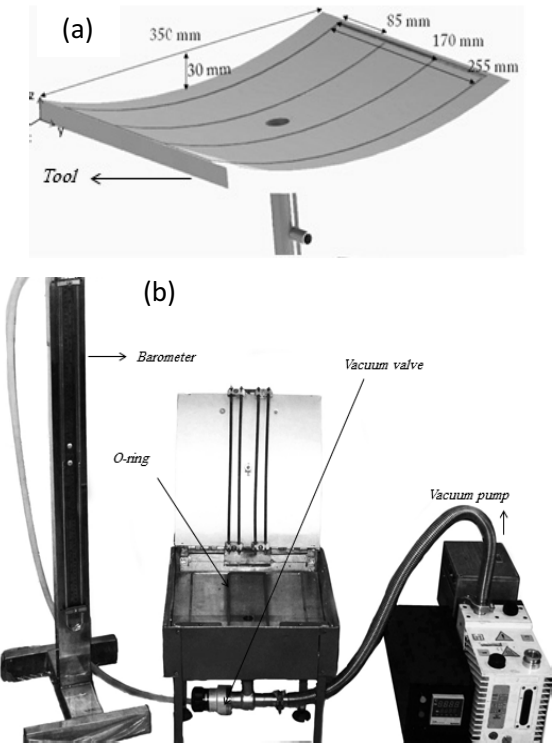 (a)
350 mm
85 mm
30 mm
170 mm
255 mm
z
Y
Tool
(b)
Barometer
Vacuum valve
O-ring
Vacuum pump